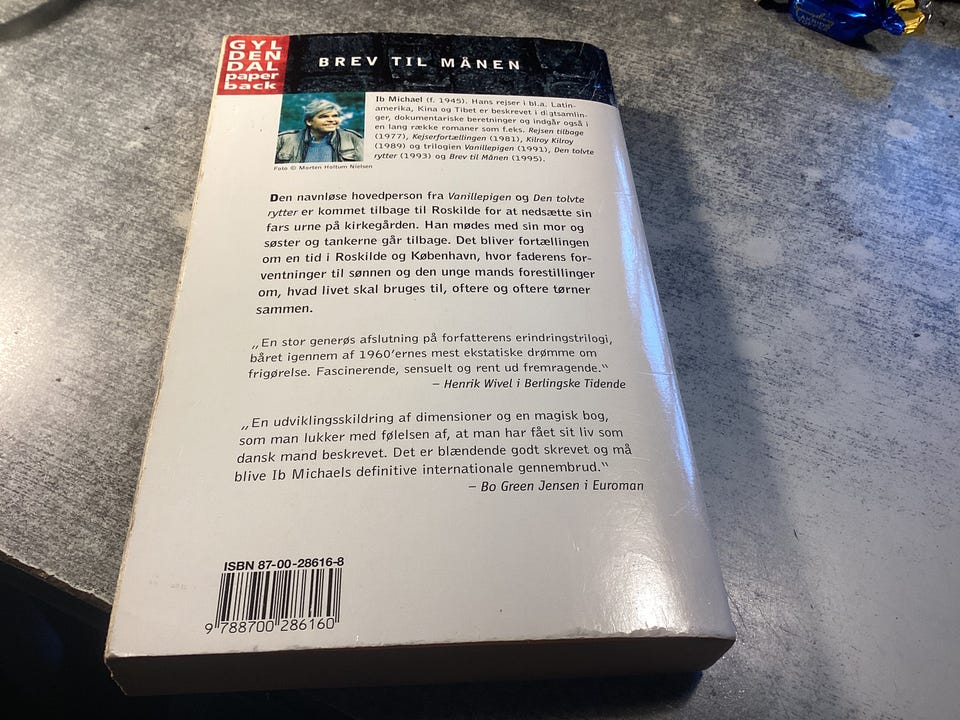 GYL
DEN
DAL
paper
back
BREV TIL MÅNEN
Ib Michael (f. 1945). Hans rejser i bl.a. Latin-
amerika, Kina og Tibet er beskrevet i digtsamlin-
ger, dokumentariske beretninger og indgår også i
en lang række romaner som f.eks. Rejsen tilbage
(1977), Kejserfortællingen (1981), Kilroy Kilroy
(1989) og trilogien Vanillepigen (1991), Den tolvte
rytter (1993) og Brev til Månen (1995).
Foto © Morten Holtum Nielsen
Den navnløse hovedperson fra Vanillepigen og Den tolvte
rytter er kommet tilbage til Roskilde for at nedsætte sin
fars urne på kirkegården. Han mødes med sin mor og
søster og tankerne går tilbage. Det bliver fortællingen
om en tid i Roskilde og København, hvor faderens for-
ventninger til sønnen og den unge mands forestillinger
om, hvad livet skal bruges til, oftere og oftere tørner
sammen.
„En stor generøs afslutning på forfatterens erindringstrilogi,
båret igennem af 1960'ernes mest ekstatiske drømme om
frigørelse. Fascinerende, sensuelt og rent ud fremragende.“
– Henrik Wivel i Berlingske Tidende
„En udviklingsskildring af dimensioner og en magisk bog,
som man lukker med følelsen af, at man har fået sit liv som
dansk mand beskrevet. Det er blændende godt skrevet og må
blive Ib Michaels definitive internationale gennembrud.“
– Bo Green Jensen i Euroman
ISBN 87-00-28616-8
9 788700 286160